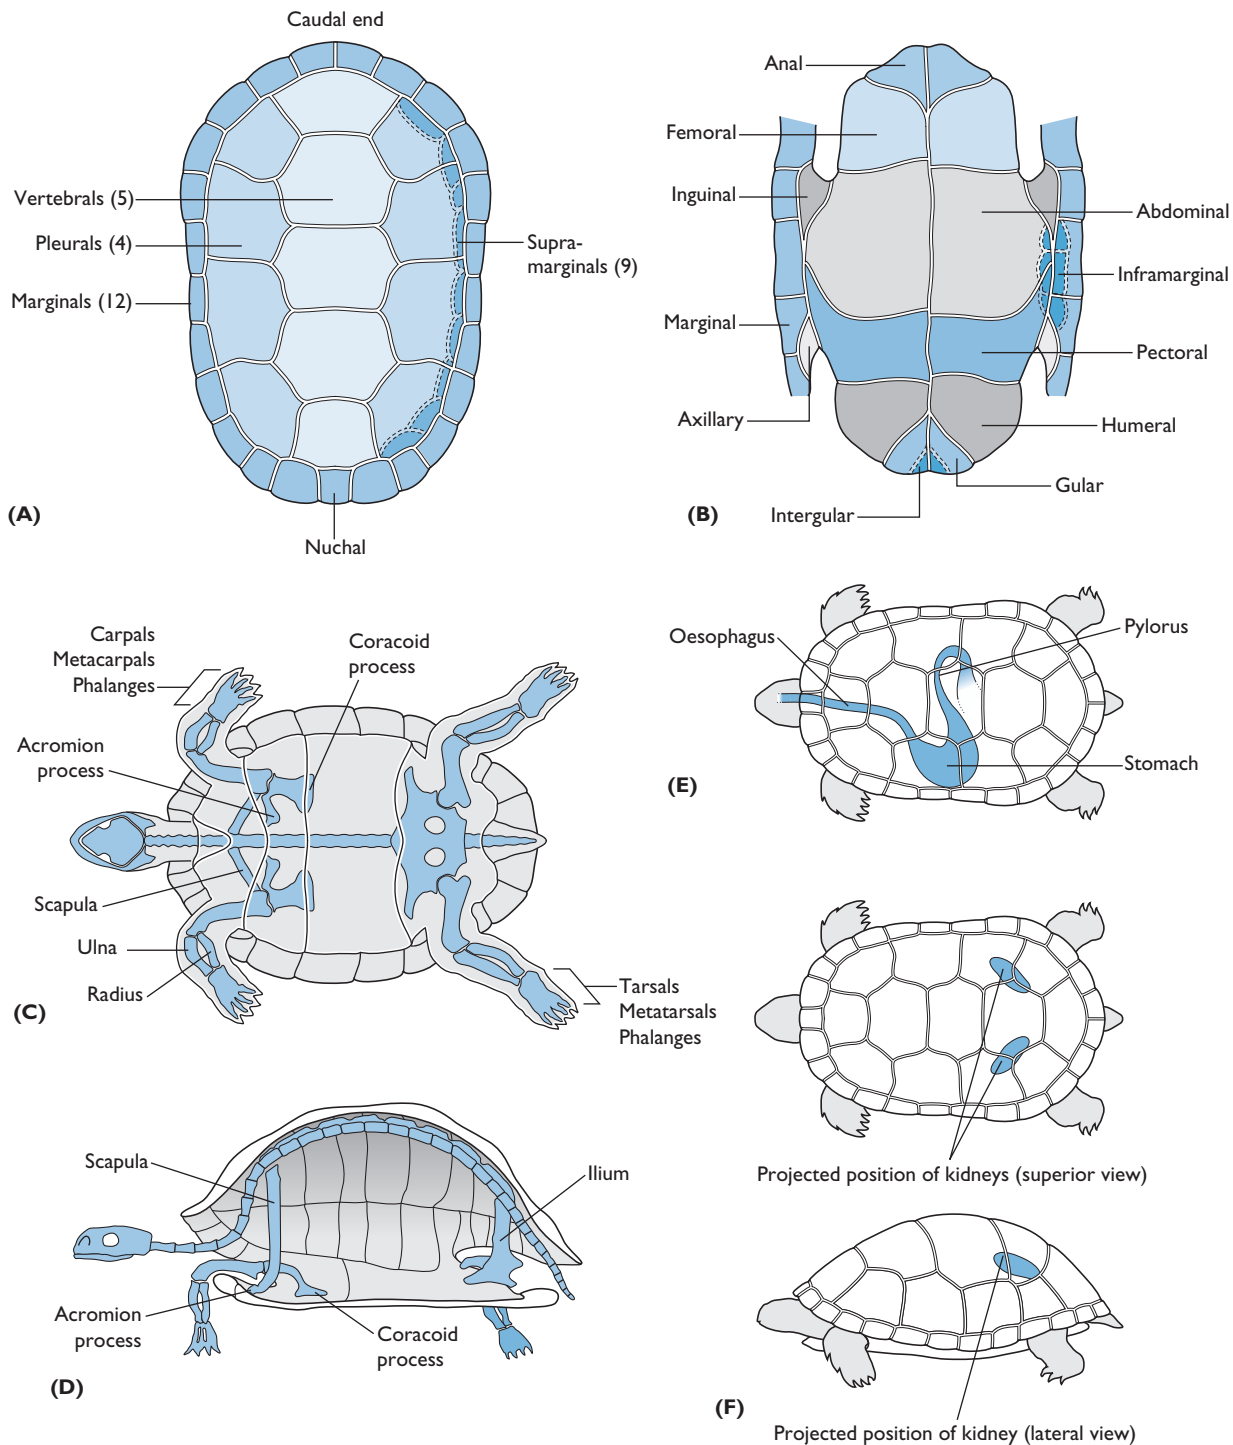 Caudal end
Vertebrals (5)
Pleurals (4)
Marginals (12)
Supra-
marginals (9)
Nuchal
(A)
Anal
Femoral
Inguinal
Marginal
Axillary
Abdominal
Inframarginal
Pectoral
Humeral
Gular
Intergular
(B)
Carpals
Metacarpals
Phalanges
Coracoid
process
Acromion
process
Scapula
Ulna
Radius
Tarsals
Metatarsals
Phalanges
(C)
Scapula
Ilium
Acromion
process
Coracoid
process
(D)
Oesophagus
Pylorus
Stomach
(E)
Projected position of kidneys (superior view)
(F)
Projected position of kidney (lateral view)